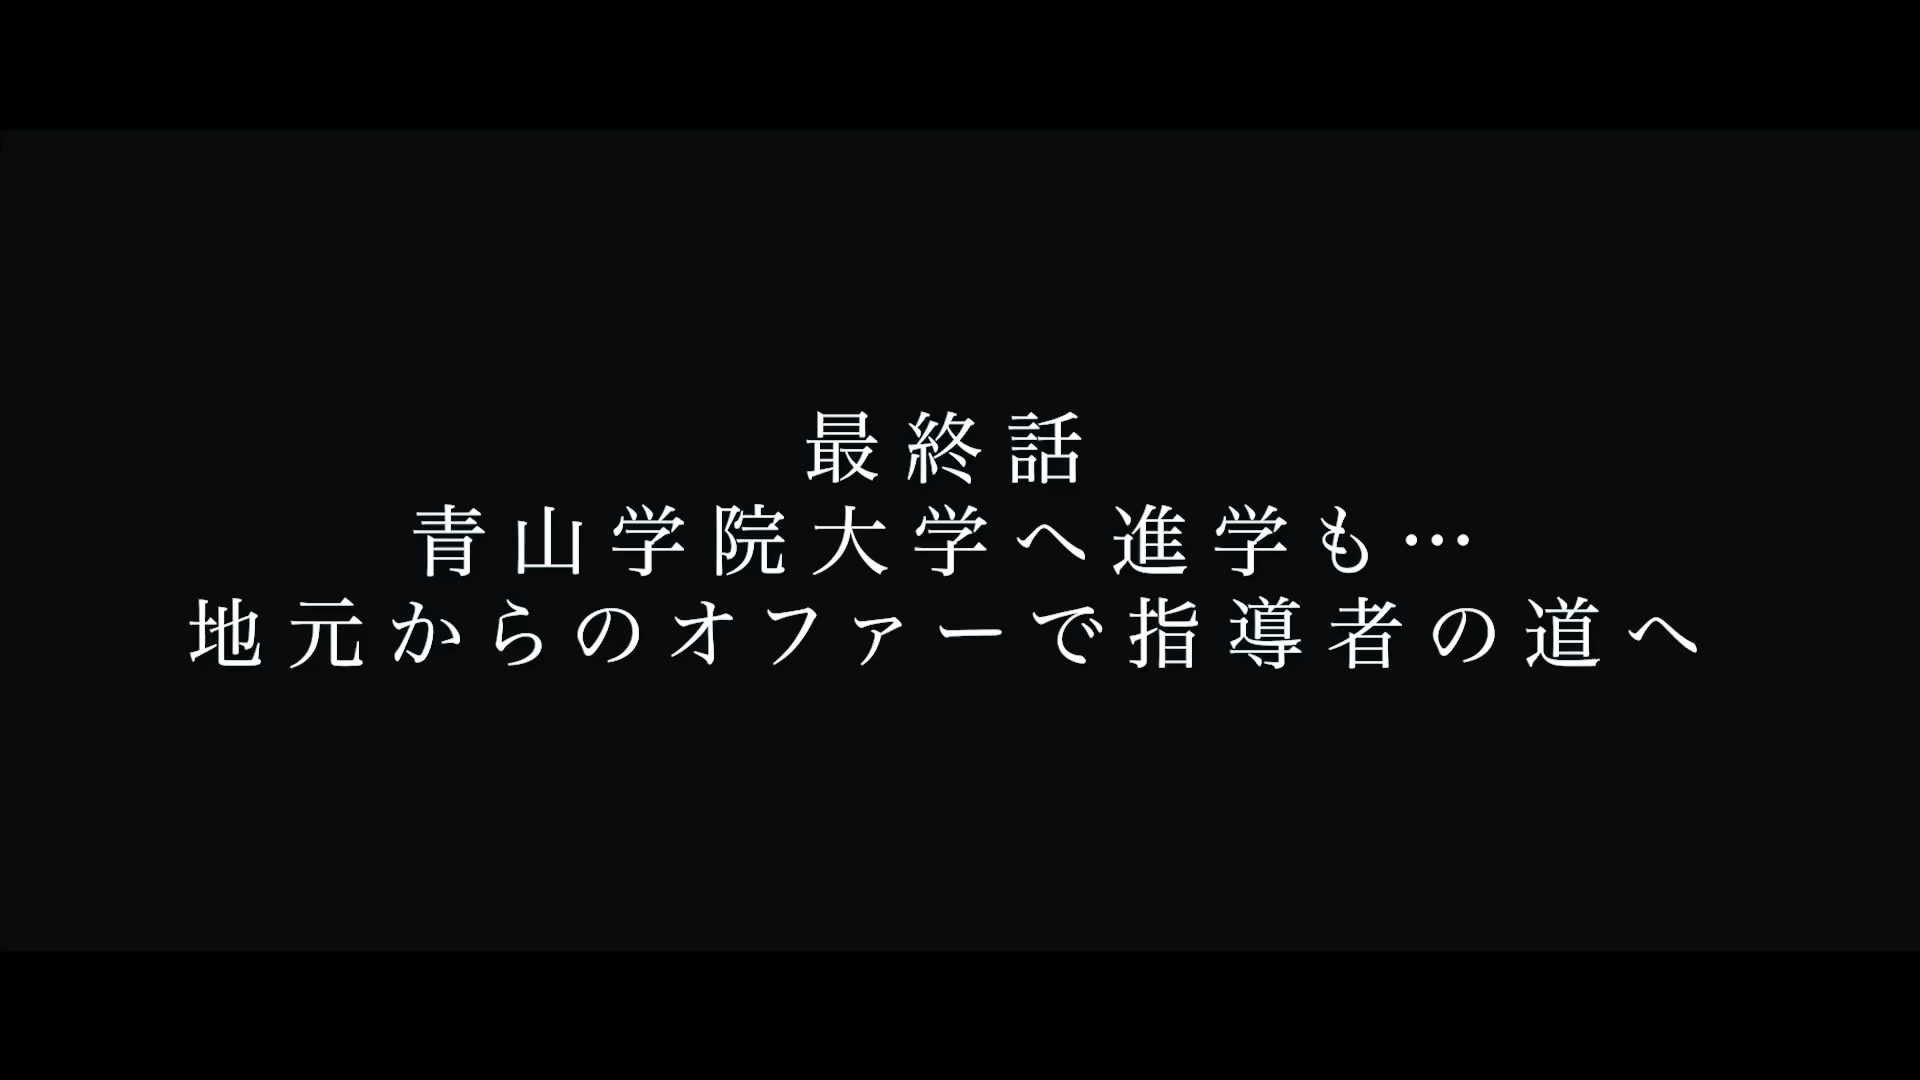 最終話
青山学院大学へ進学も…
地元からのオファーで指導者の道へ